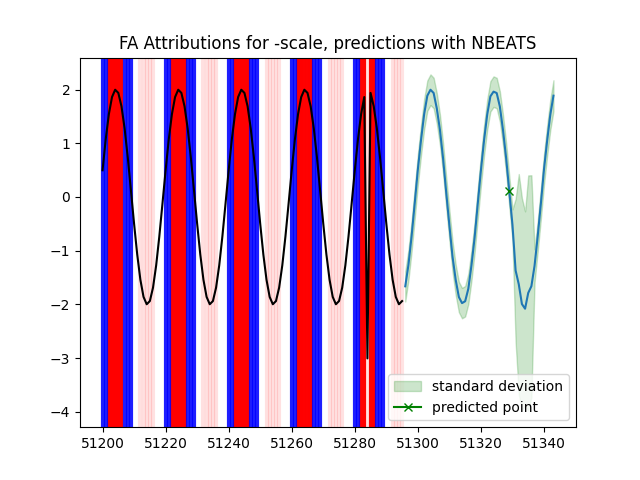 FA Attributions for -scale, predictions with NBEATS
2
1
0
−1
−2
−3
−4
standard deviation
predicted point
51200 51220 51240 51260 51280 51300 51320 51340